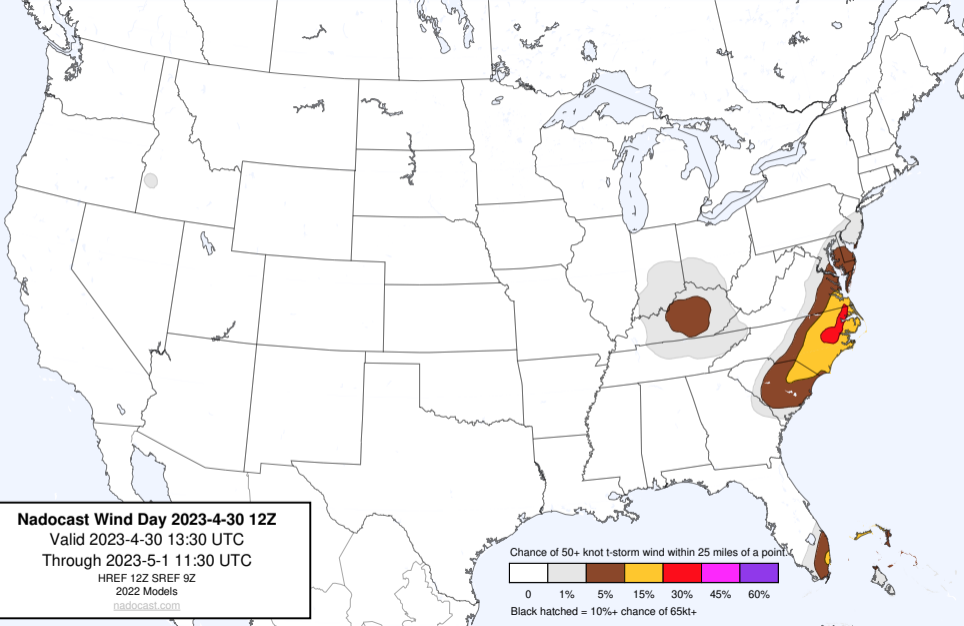 Nadocast Wind Day 2023-4-30 12Z
Valid 2023-4-30 13:30 UTC
Through 2023-5-1 11:30 UTC
HREF 12Z SREF 9Z
2022 Models
nadocast.com
Chance of 50+ knot t-storm wind within 25 miles of a point.
0 1% 5% 15% 30% 45% 60%
Black hatched = 10%+ chance of 65kt+